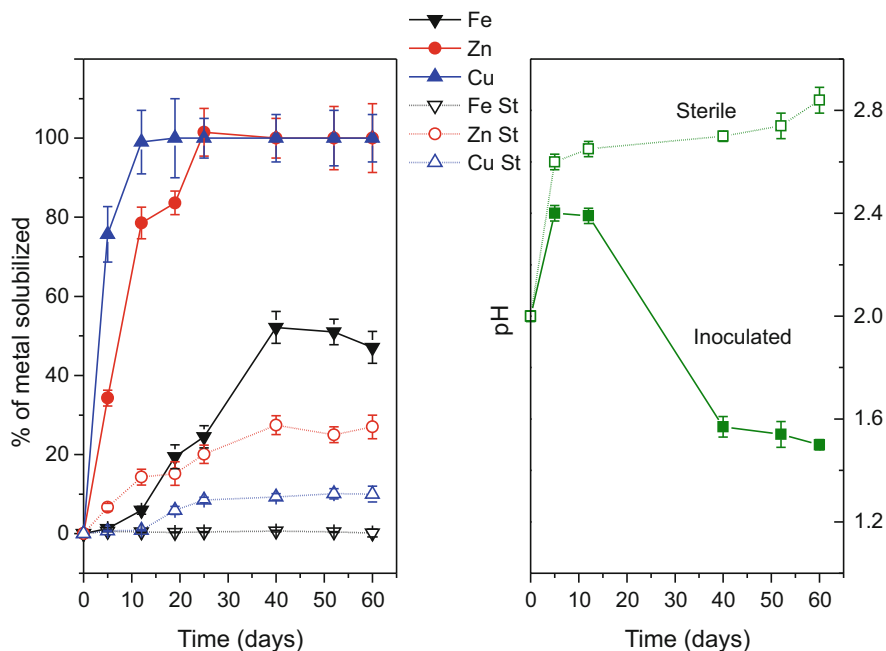 Fe
Zn
Cu
Fe St
Zn St
Cu St
% of metal solubilized
100
80
60
40
20
0
0 10 20 30 40 50 60
Time (days)
pH
2.8
2.4
2.0
1.6
1.2
Sterile
Inoculated
0 10 20 30 40 50 60
Time (days)